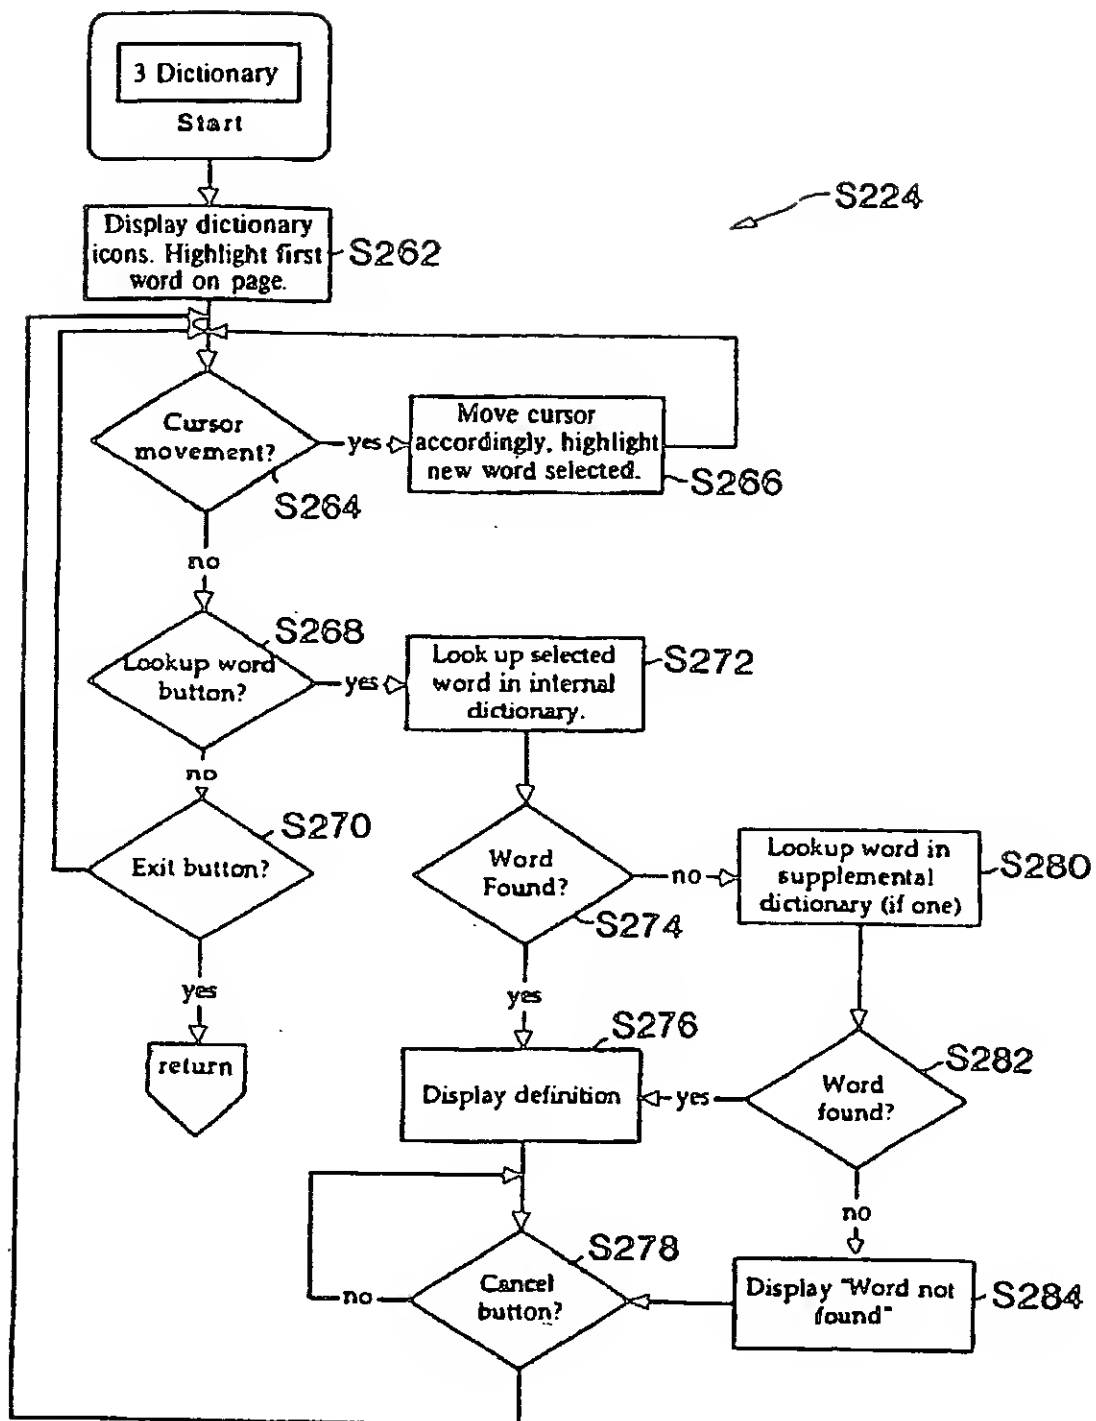 3 Dictionary
Start
S224
Display dictionary
icons. Highlight first
word on page.
S262
Cursor
movement?
S264
yes
Move cursor
accordingly, highlight
new word selected.
S266
no
S268
Lookup word
button?
yes
Look up selected
word in internal
dictionary.
S272
no
S270
Exit button?
Word
Found?
S274
no
Lookup word in
supplemental
dictionary (if one)
S280
yes
return
yes
S276
Display definition
yes
Word
found?
S282
no
S278
Cancel
button?
no
Display "Word not
found"
S284